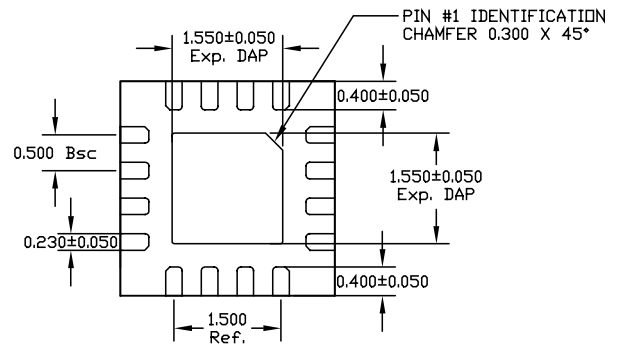 PIN #1 IDENTIFICATION
CHAMFER 0.300 X 45°
1.550±0.050
Exp. DAP
0.400±0.050
0.500 Bsc
1.550±0.050
Exp. DAP
0.230±0.050
0.400±0.050
1.500
Ref.